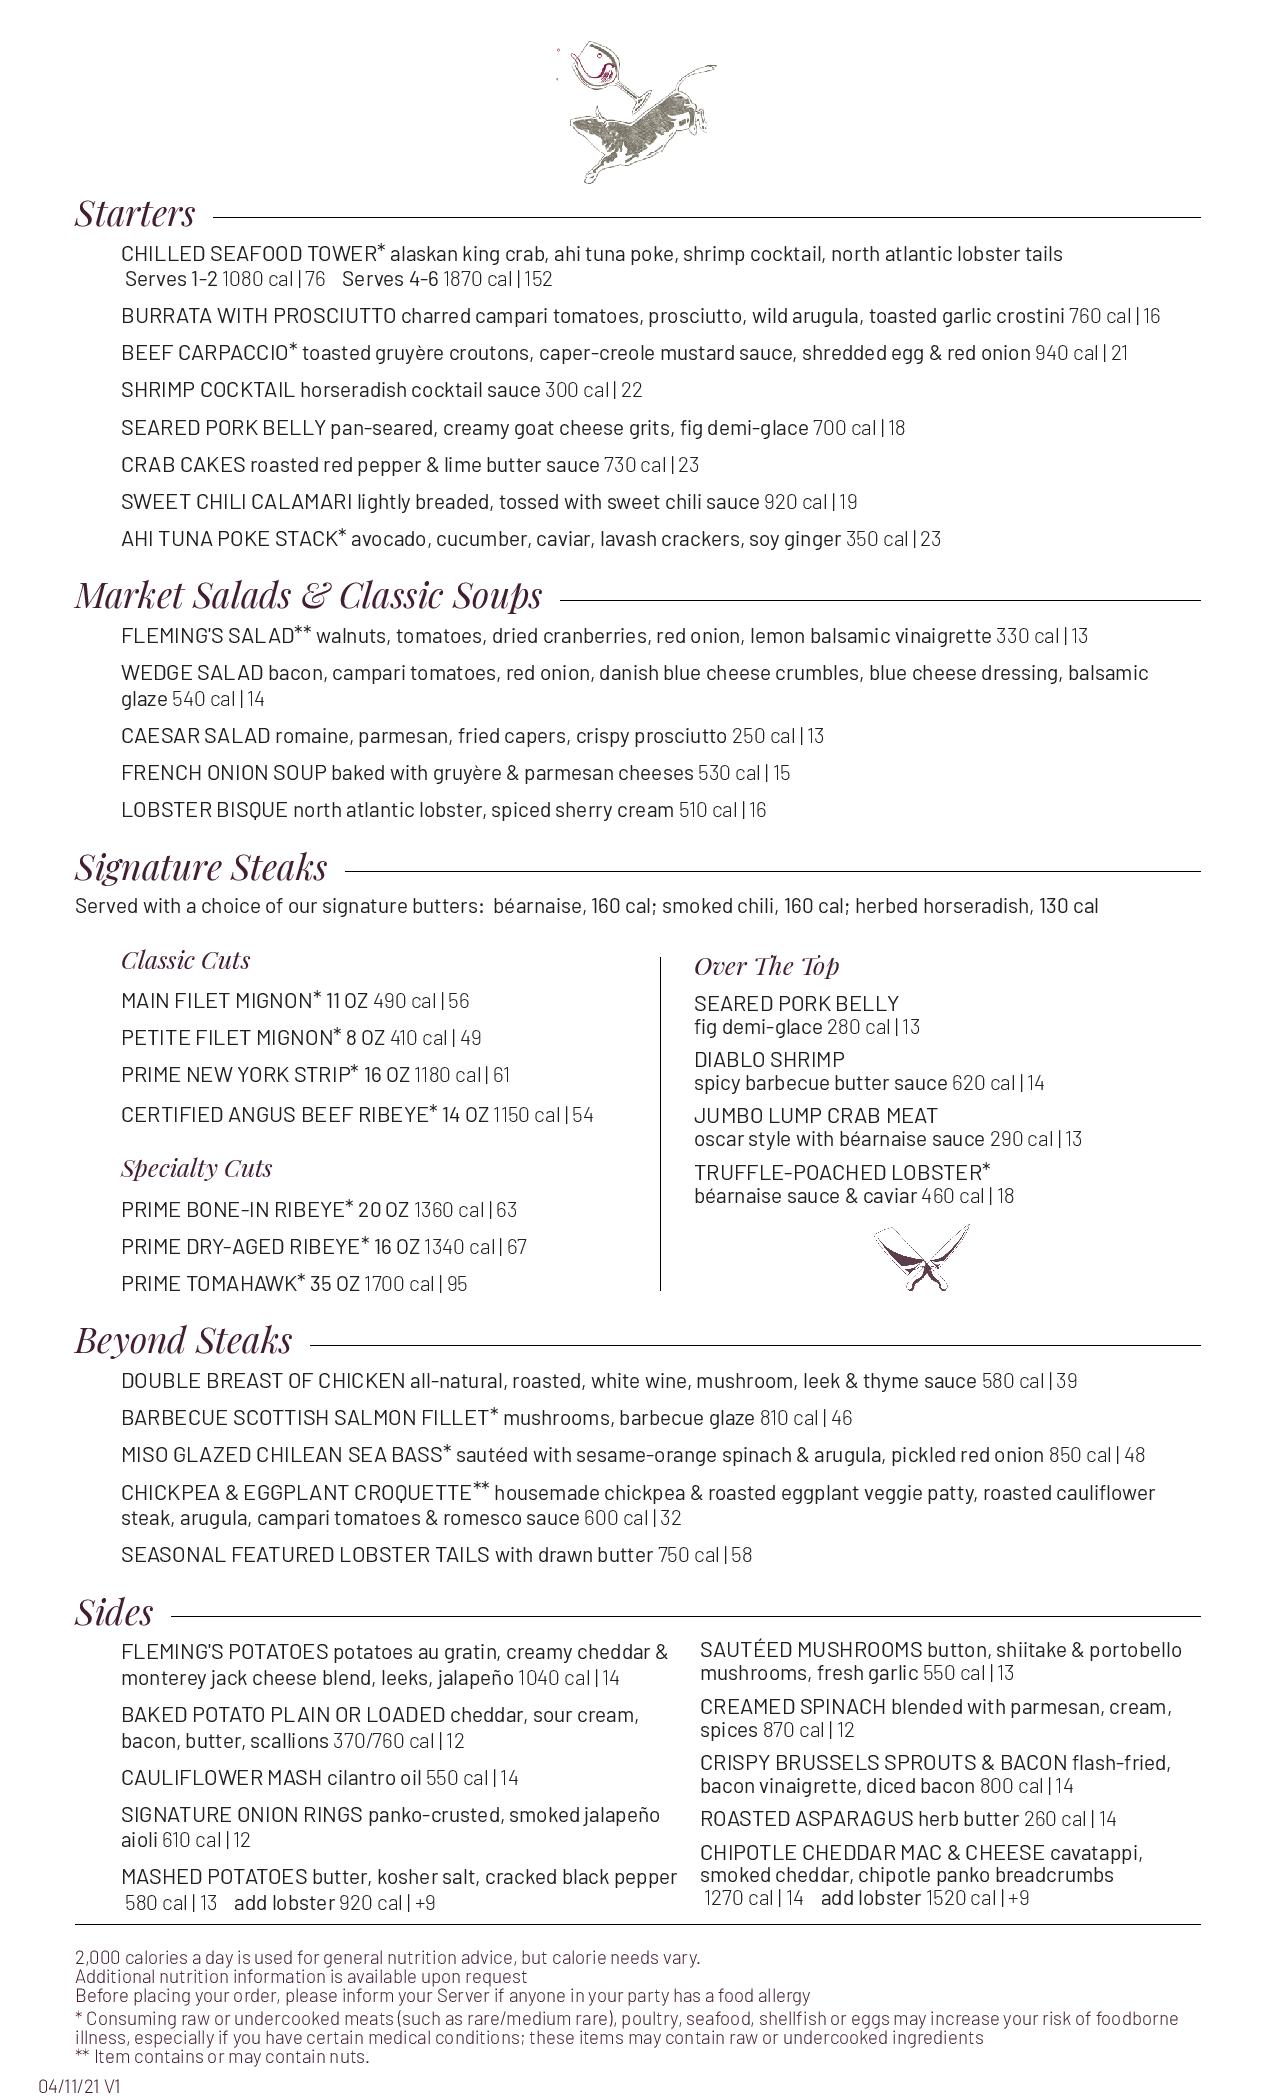 Starters
CHILLED SEAFOOD TOWER* alaskan king crab, ahi tuna poke, shrimp cocktail, north atlantic lobster tails
Serves 1-2 1080 cal | 76 Serves 4-6 1870 cal | 152
BURRATA WITH PROSCIUTTO charred campari tomatoes, prosciutto, wild arugula, toasted garlic crostini 760 cal | 16
BEEF CARPACCIO* toasted gruyère croutons, caper-creole mustard sauce, shredded egg & red onion 940 cal | 21
SHRIMP COCKTAIL horseradish cocktail sauce 300 cal | 22
SEARED PORK BELLY pan-seared, creamy goat cheese grits, fig demi-glace 700 cal | 18
CRAB CAKES roasted red pepper & lime butter sauce 730 cal | 23
SWEET CHILI CALAMARI lightly breaded, tossed with sweet chili sauce 920 cal | 19
AHI TUNA POKE STACK* avocado, cucumber, caviar, lavash crackers, soy ginger 350 cal | 23
Market Salads & Classic Soups
FLEMING'S SALAD** walnuts, tomatoes, dried cranberries, red onion, lemon balsamic vinaigrette 330 cal | 13
WEDGE SALAD bacon, campari tomatoes, red onion, danish blue cheese crumbles, blue cheese dressing, balsamic
glaze 540 cal | 14
CAESAR SALAD romaine, parmesan, fried capers, crispy prosciutto 250 cal | 13
FRENCH ONION SOUP baked with gruyère & parmesan cheeses 530 cal | 15
LOBSTER BISQUE north atlantic lobster, spiced sherry cream 510 cal | 16
Signature Steaks
Served with a choice of our signature butters: béarnaise, 160 cal; smoked chili, 160 cal; herbed horseradish, 130 cal
Classic Cuts
MAIN FILET MIGNON* 11 OZ 490 cal | 56
PETITE FILET MIGNON* 8 OZ 410 cal | 49
PRIME NEW YORK STRIP* 16 OZ 1180 cal | 61
CERTIFIED ANGUS BEEF RIBEYE* 14 OZ 1150 cal | 54
Specialty Cuts
PRIME BONE-IN RIBEYE* 20 OZ 1360 cal | 63
PRIME DRY-AGED RIBEYE* 16 OZ 1340 cal | 67
PRIME TOMAHAWK* 35 OZ 1700 cal | 95
Over The Top
SEARED PORK BELLY
fig demi-glace 280 cal | 13
DIABLO SHRIMP
spicy barbecue butter sauce 620 cal | 14
JUMBO LUMP CRAB MEAT
oscar style with béarnaise sauce 290 cal | 13
TRUFFLE-POACHED LOBSTER*
béarnaise sauce & caviar 460 cal | 18
Beyond Steaks
DOUBLE BREAST OF CHICKEN all-natural, roasted, white wine, mushroom, leek & thyme sauce 580 cal | 39
BARBECUE SCOTTISH SALMON FILLET* mushrooms, barbecue glaze 810 cal | 46
MISO GLAZED CHILEAN SEA BASS* sautéed with sesame-orange spinach & arugula, pickled red onion 850 cal | 48
CHICKPEA & EGGPLANT CROQUETTE** housemade chickpea & roasted eggplant veggie patty, roasted cauliflower
steak, arugula, campari tomatoes & romesco sauce 600 cal | 32
SEASONAL FEATURED LOBSTER TAILS with drawn butter 750 cal | 58
Sides
FLEMING'S POTATOES potatoes au gratin, creamy cheddar &
monterey jack cheese blend, leeks, jalapeño 1040 cal | 14
BAKED POTATO PLAIN OR LOADED cheddar, sour cream,
bacon, butter, scallions 370/760 cal | 12
CAULIFLOWER MASH cilantro oil 550 cal | 14
SIGNATURE ONION RINGS panko-crusted, smoked jalapeño
aioli 610 cal | 12
MASHED POTATOES butter, kosher salt, cracked black pepper
580 cal | 13 add lobster 920 cal | +9
SAUTÉED MUSHROOMS button, shiitake & portobello
mushrooms, fresh garlic 550 cal | 13
CREAMED SPINACH blended with parmesan, cream,
spices 870 cal | 12
CRISPY BRUSSELS SPROUTS & BACON flash-fried,
bacon vinaigrette, diced bacon 800 cal | 14
ROASTED ASPARAGUS herb butter 260 cal | 14
CHIPOTLE CHEDDAR MAC & CHEESE cavatappi,
smoked cheddar, chipotle panko breadcrumbs
1270 cal | 14 add lobster 1520 cal | +9
2,000 calories a day is used for general nutrition advice, but calorie needs vary.
Additional nutrition information is available upon request
Before placing your order, please inform your Server if anyone in your party has a food allergy
* Consuming raw or undercooked meats (such as rare/medium rare), poultry, seafood, shellfish or eggs may increase your risk of foodborne
illness, especially if you have certain medical conditions; these items may contain raw or undercooked ingredients
** Item contains or may contain nuts.
04/11/21 V1